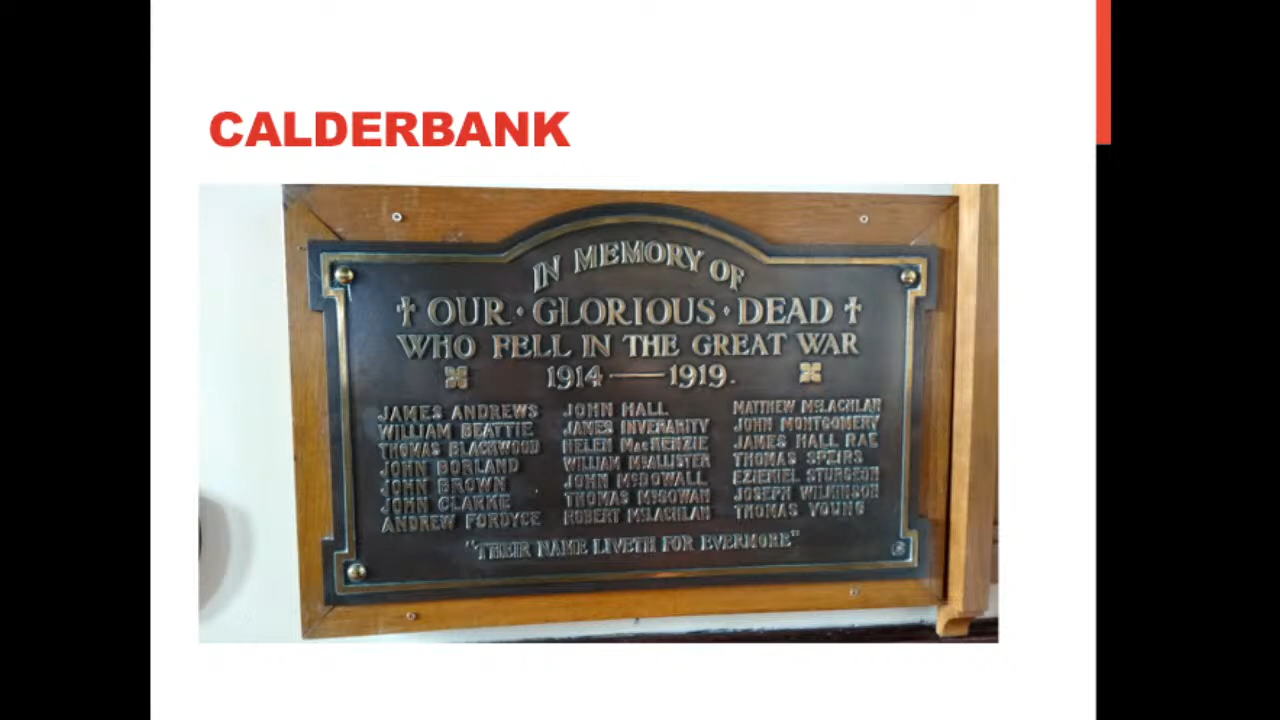 CALDERBANK
IN MEMORY OF
OUR · GLORIOUS · DEAD
WHO FELL IN THE GREAT WAR
1914 — 1919.
JAMES ANDREWS
WILLIAM BEATTIE
THOMAS BLACKWOOD
JOHN BORLAND
JOHN BROWN
JOHN CLARKE
ANDREW FORDYCE
JOHN HALL
JAMES INVERARITY
HELEN MACKENZIE
WILLIAM MCALLISTER
JOHN MCDOWALL
THOMAS MCGOWAN
ROBERT MCLACHLAN
MATTHEW MCLACHLAN
JOHN MONTGOMERY
JAMES HALL RAE
THOMAS SPEIRS
EZIEKIEL STURGEON
JOSEPH WILKINSON
THOMAS YOUNG
"THEIR NAME LIVETH FOR EVERMORE"